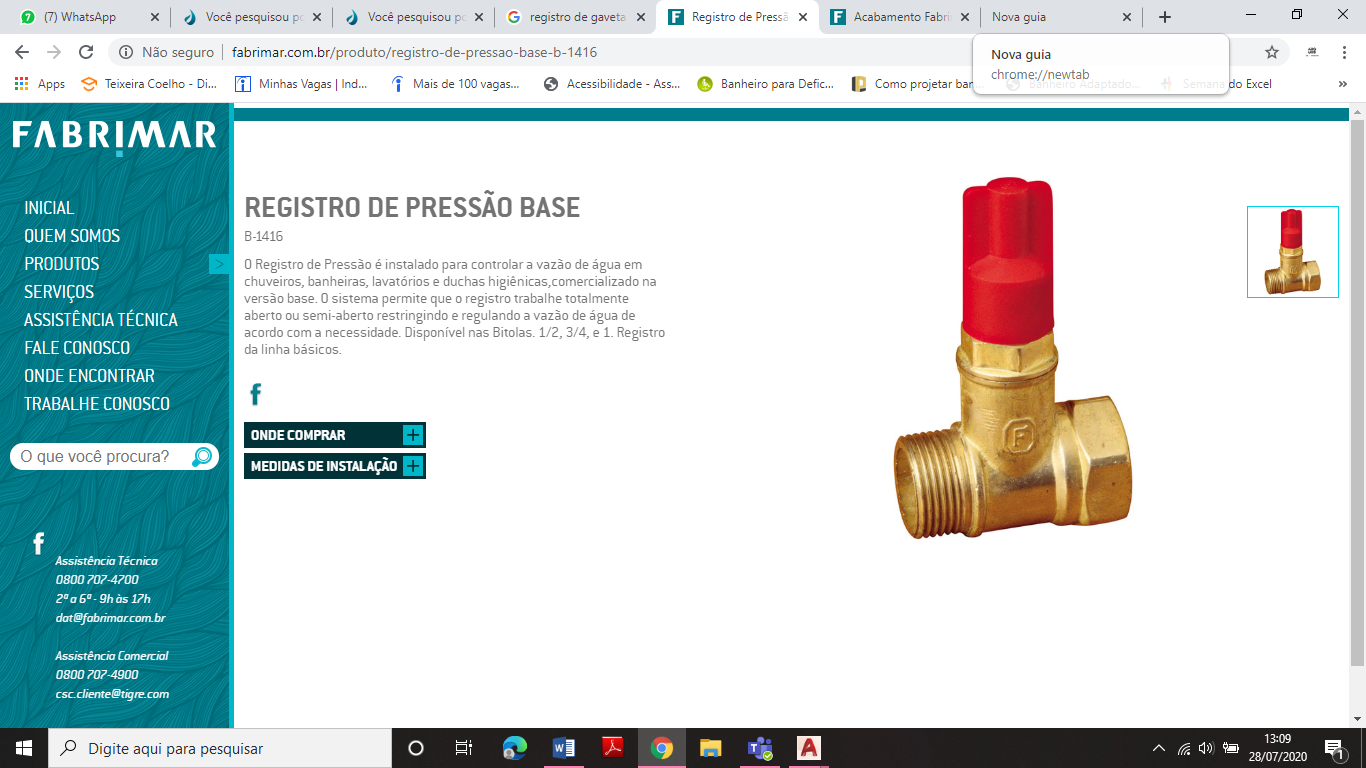 (7) WhatsApp
Você pesquisou po
Você pesquisou po
registro de gaveta
Registro de Pressã
Acabamento Fabri
Nova guia
Não seguro
fabrimar.com.br/produto/registro-de-pressao-base-b-1416
Nova guia
chrome://newtab
Apps
Teixeira Coelho - Di...
Minhas Vagas | Ind...
Mais de 100 vagas...
Acessibilidade - Ass...
Banheiro para Defic...
Como projetar ban...
Banheiro Adaptado...
Semana do Excel
FABRIMAR
INICIAL
QUEM SOMOS
PRODUTOS >
SERVIÇOS
ASSISTÊNCIA TÉCNICA
FALE CONOSCO
ONDE ENCONTRAR
TRABALHE CONOSCO
O que você procura?
Assistência Técnica
0800 707-4700
2ª a 6ª - 9h às 17h
dat@fabrimar.com.br
Assistência Comercial
0800 707-4900
csc.cliente@tigre.com
REGISTRO DE PRESSÃO BASE
B-1416
O Registro de Pressão é instalado para controlar a vazão de água em
chuveiros, banheiras, lavatórios e duchas higiênicas,comercializado na
versão base. O sistema permite que o registro trabalhe totalmente
aberto ou semi-aberto restringindo e regulando a vazão de água de
acordo com a necessidade. Disponível nas Bitolas. 1/2, 3/4, e 1. Registro
da linha básicos.
ONDE COMPRAR +
MEDIDAS DE INSTALAÇÃO +
F
Digite aqui para pesquisar
13:09
28/07/2020
1